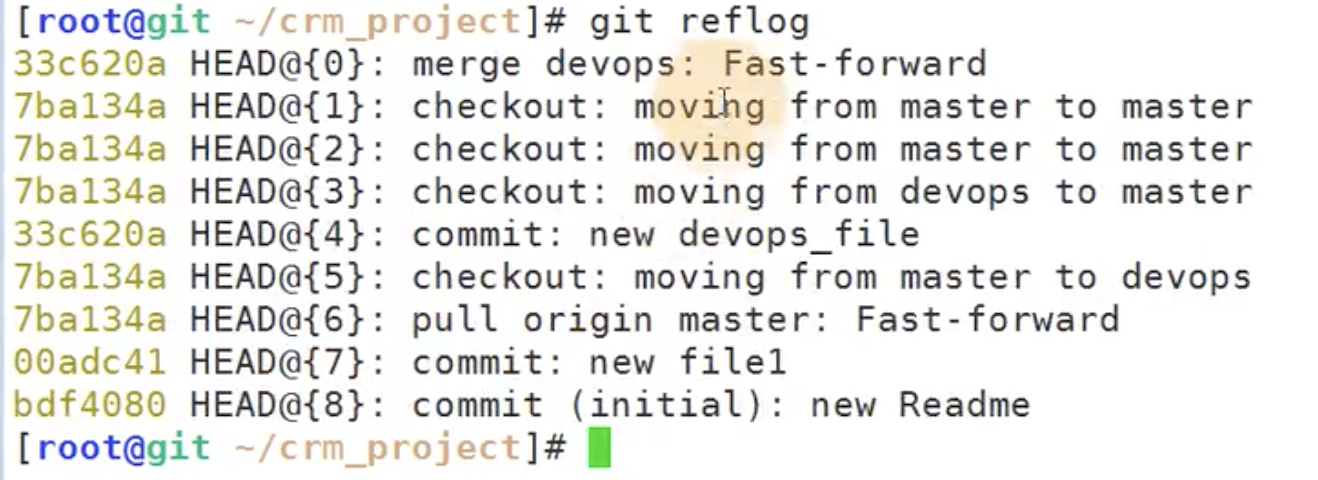 [root@git ~/crm_project]# git reflog
33c620a HEAD@{0}: merge devops: Fast-forward
7ba134a HEAD@{1}: checkout: moving from master to master
7ba134a HEAD@{2}: checkout: moving from master to master
7ba134a HEAD@{3}: checkout: moving from devops to master
33c620a HEAD@{4}: commit: new devops_file
7ba134a HEAD@{5}: checkout: moving from master to devops
7ba134a HEAD@{6}: pull origin master: Fast-forward
00adc41 HEAD@{7}: commit: new file1
bdf4080 HEAD@{8}: commit (initial): new Readme
[root@git ~/crm_project]#